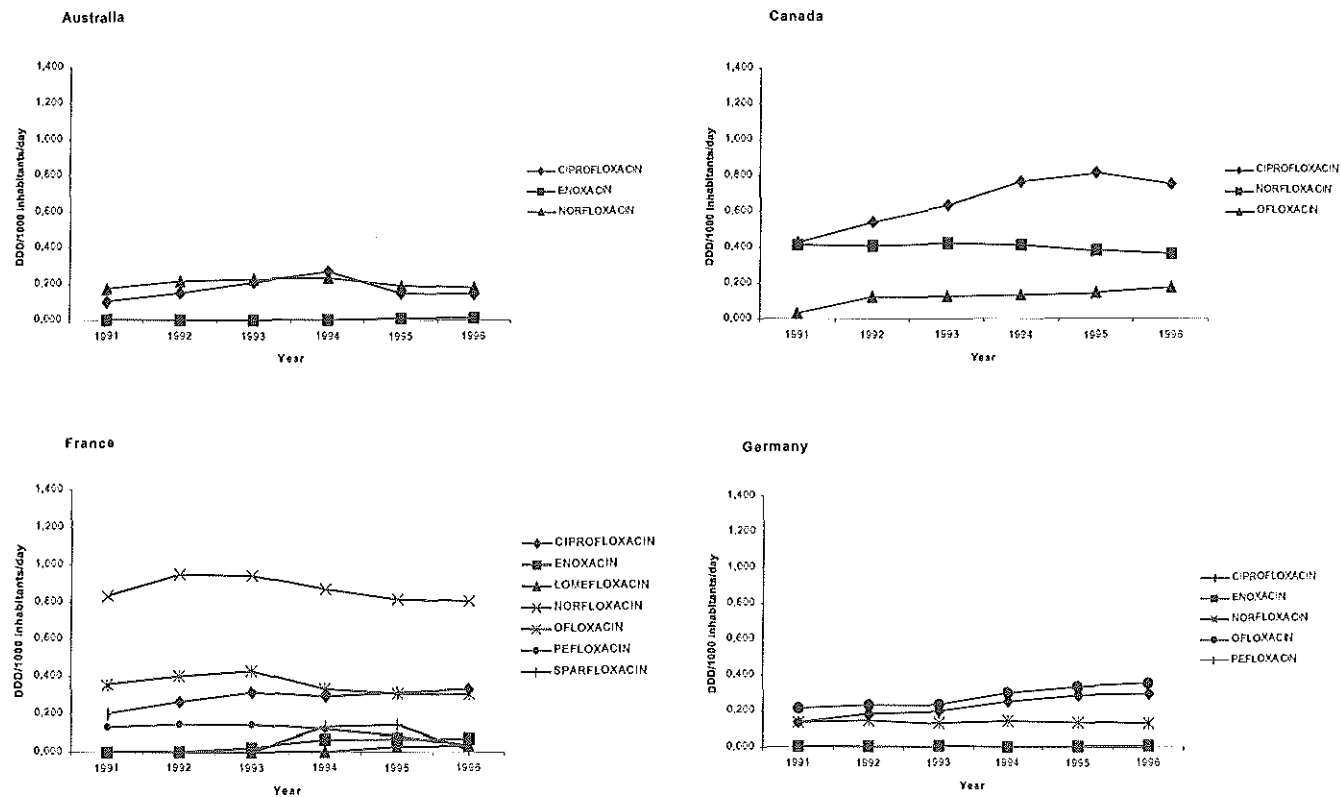 Australia
DDD/1000 inhabitants/day
1,400
1,200
1,000
0,800
0,600
0,400
0,200
0,000
1991 1992 1993 1994 1995 1996
Year
CIPROFLOXACIN
ENOXACIN
NORFLOXACIN
Canada
DDD/1000 inhabitants/day
1,400
1,200
1,000
0,800
0,600
0,400
0,200
0,000
1991 1992 1993 1994 1995 1996
Year
CIPROFLOXACIN
NORFLOXACIN
OFLOXACIN
France
DDD/1000 inhabitants/day
1,400
1,200
1,000
0,800
0,600
0,400
0,200
0,000
1991 1992 1993 1994 1995 1996
Year
CIPROFLOXACIN
ENOXACIN
LOMEFLOXACIN
NORFLOXACIN
OFLOXACIN
PEFLOXACIN
SPARFLOXACIN
Germany
DDD/1000 inhabitants/day
1,400
1,200
1,000
0,800
0,600
0,400
0,200
0,000
1991 1992 1993 1994 1995 1996
Year
CIPROFLOXACIN
ENOXACIN
NORFLOXACIN
OFLOXACIN
PEFLOXACIN